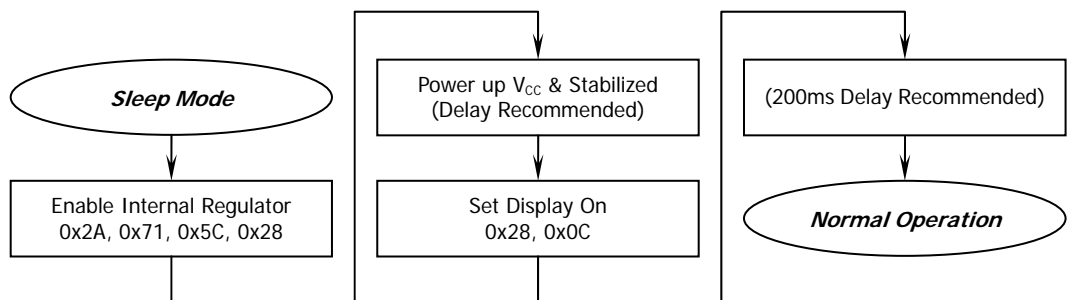 Sleep Mode
Enable Internal Regulator
0x2A, 0x71, 0x5C, 0x28
Power up VCC & Stabilized
(Delay Recommended)
Set Display On
0x28, 0x0C
(200ms Delay Recommended)
Normal Operation